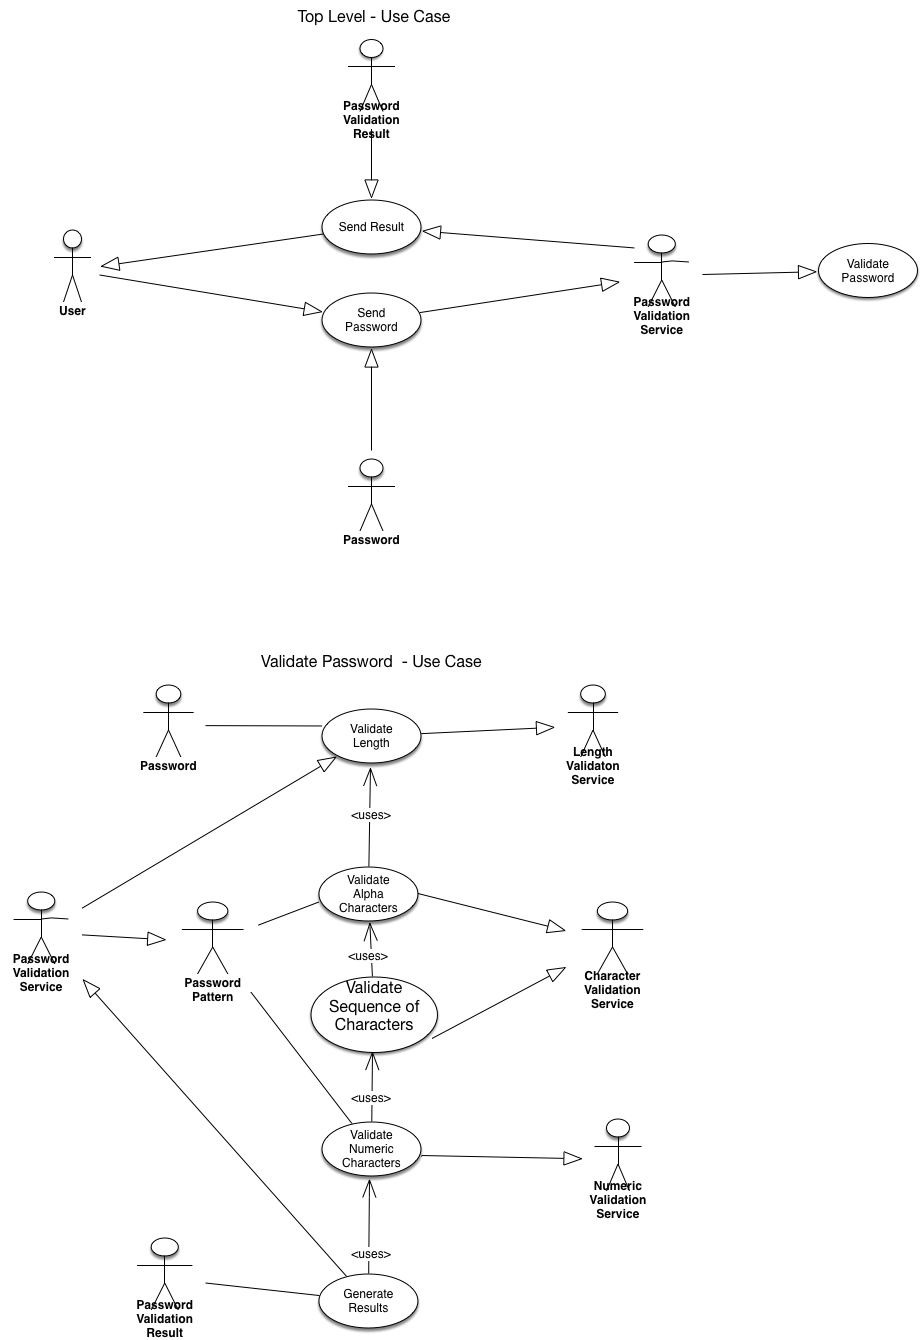 Top Level - Use Case
Password
Validation
Result
Send Result
User
Send
Password
Password
Validation
Service
Validate
Password
Password
Validate Password  - Use Case
Password
Validate
Length
Length
Validaton
Service
<uses>
Validate
Alpha
Characters
Password
Validation
Service
Password
Pattern
<uses>
Validate
Sequence of
Characters
Character
Validation
Service
<uses>
Validate
Numeric
Characters
Numeric
Validation
Service
<uses>
Password
Validation
Result
Generate
Results